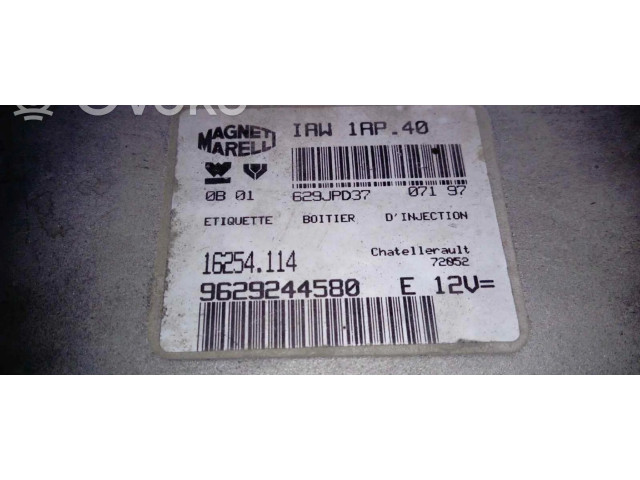 MAGNETI MARELLI
IAW 1AP.40
0B 01 629JPD37 071 97
ETIQUETTE BOITIER D'INJECTION
16254.114
Chatellerault
72052
9629244580 E 12V=